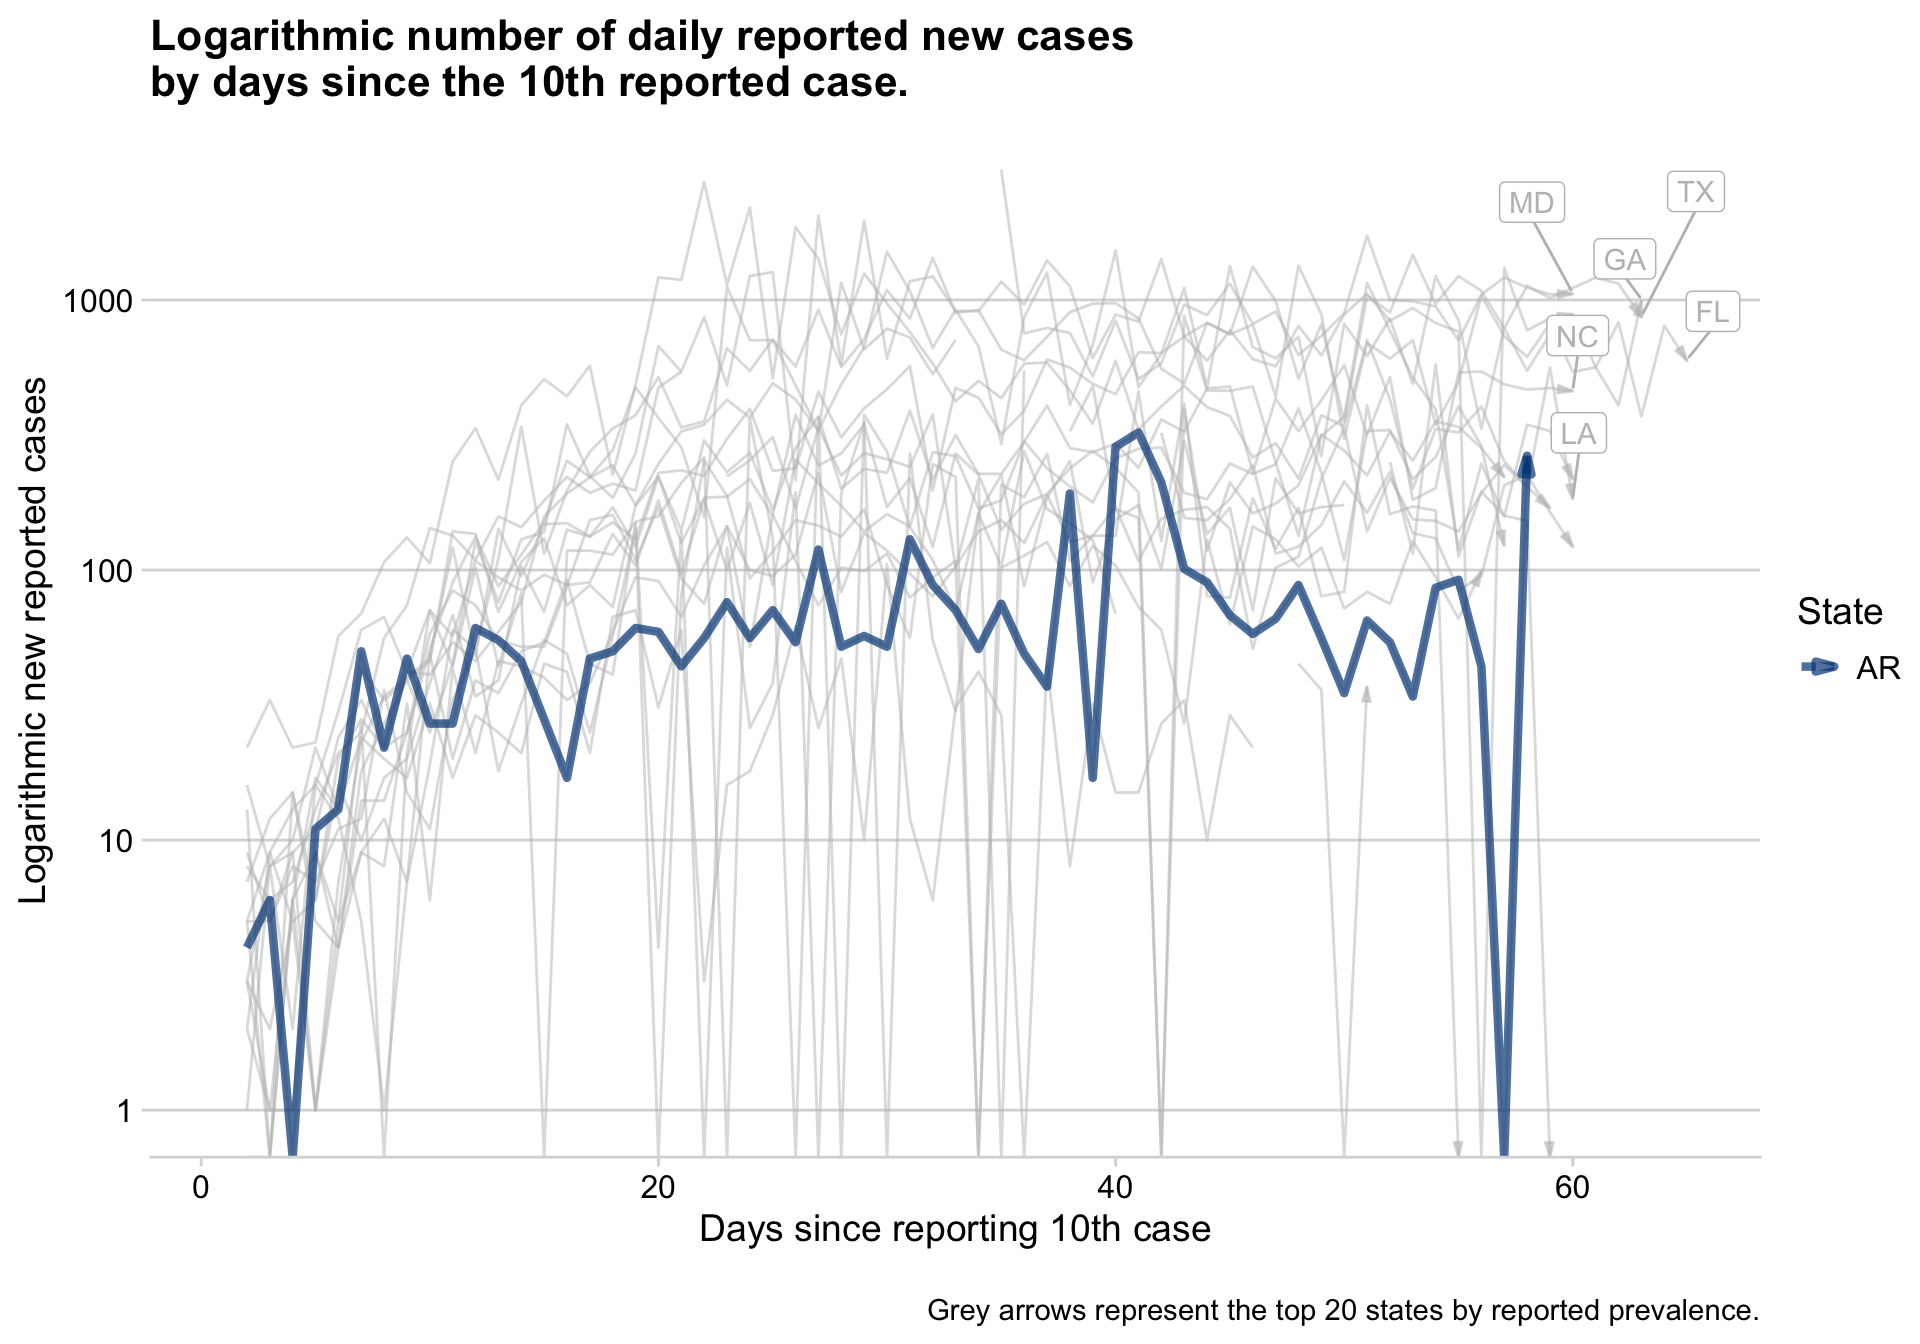 Logarithmic number of daily reported new cases
by days since the 10th reported case.
MD
TX
GA
FL
NC
LA
1000
100
10
1
Logarithmic new reported cases
0
20
40
60
Days since reporting 10th case
State
AR
Grey arrows represent the top 20 states by reported prevalence.